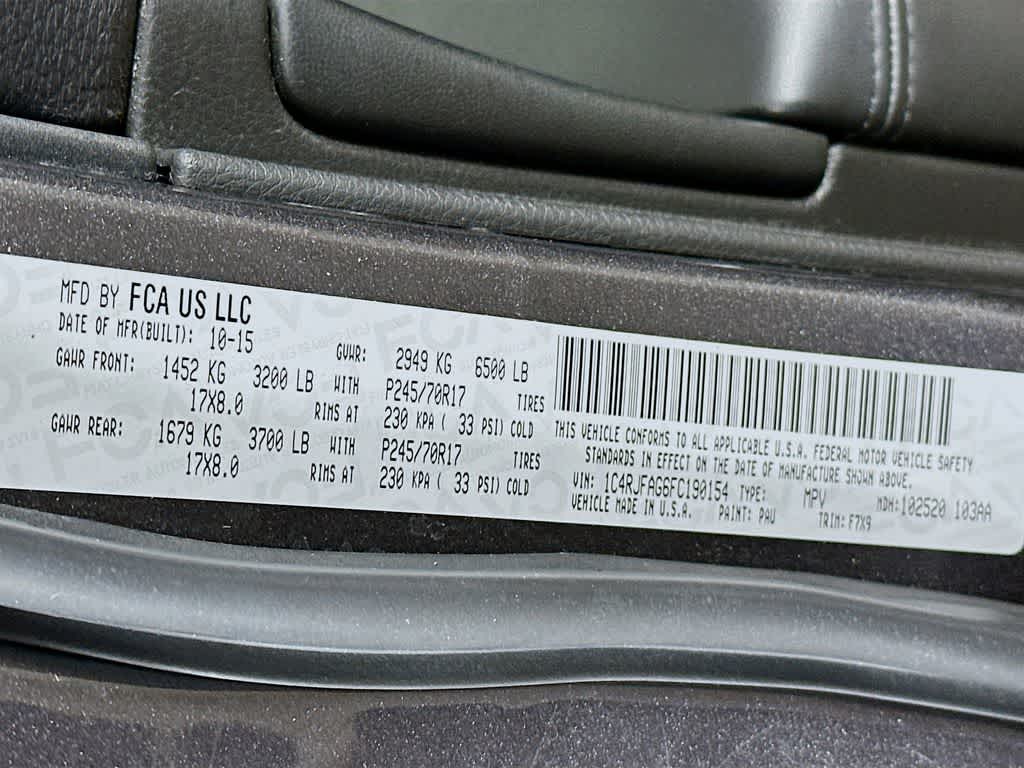 MFD BY FCA US LLC
DATE OF MFR(BUILT): 10-15 GVWR: 2949 KG 6500 LB
GAWR FRONT: 1452 KG 3200 LB WITH P245/70R17 TIRES
17X8.0 RIMS AT 230 KPA ( 33 PSI) COLD
GAWR REAR: 1679 KG 3700 LB WITH P245/70R17 TIRES
17X8.0 RIMS AT 230 KPA ( 33 PSI) COLD
THIS VEHICLE CONFORMS TO ALL APPLICABLE U.S.A. FEDERAL MOTOR VEHICLE SAFETY
STANDARDS IN EFFECT ON THE DATE OF MANUFACTURE SHOWN ABOVE.
VIN: 1C4RJFAG6FC190154 TYPE: MPV MDH:102520 103AA
VEHICLE MADE IN U.S.A. PAINT: PAU TRIM: F7X9